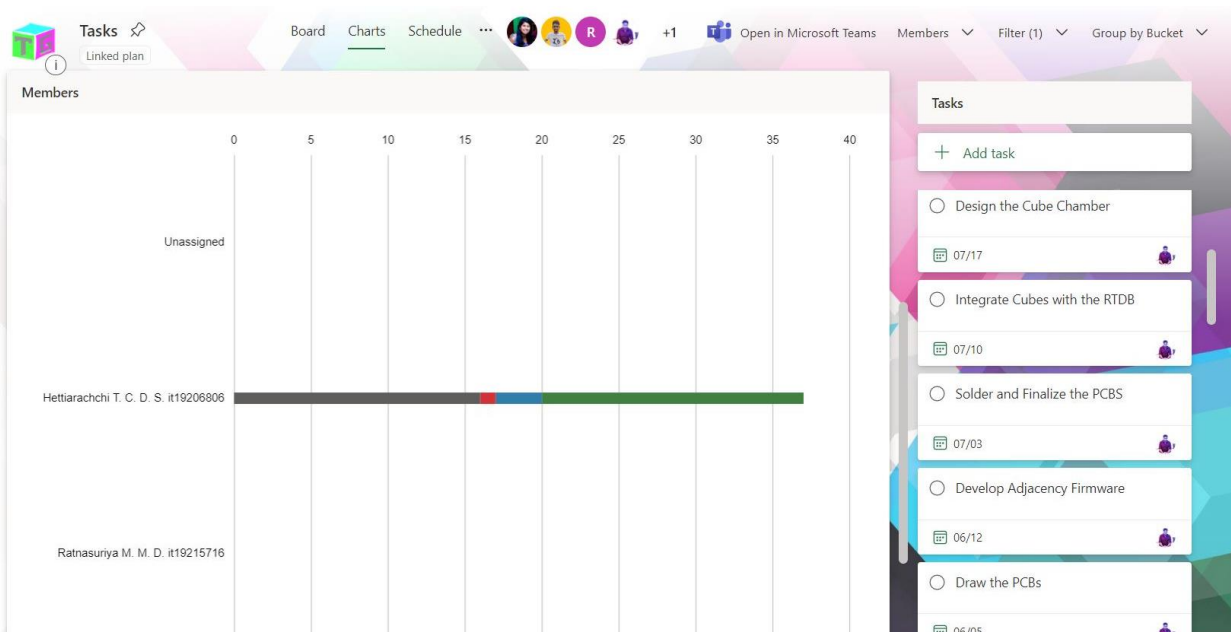 Tasks
Linked plan
Board Charts Schedule ... R +1 Open in Microsoft Teams Members Filter (1) Group by Bucket
Members
0 5 10 15 20 25 30 35 40
Unassigned
Hettiarachchi T. C. D. S. it19206806
Ratnasuriya M. M. D. it19215716
Tasks
+ Add task
Design the Cube Chamber
07/17
Integrate Cubes with the RTDB
07/10
Solder and Finalize the PCBS
07/03
Develop Adjacency Firmware
06/12
Draw the PCBs
06/05